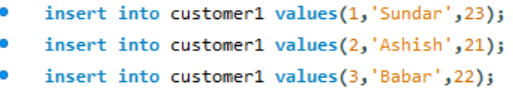 insert into customer1 values(1,'Sundar',23);
insert into customer1 values(2,'Ashish',21);
insert into customer1 values(3,'Babar',22);